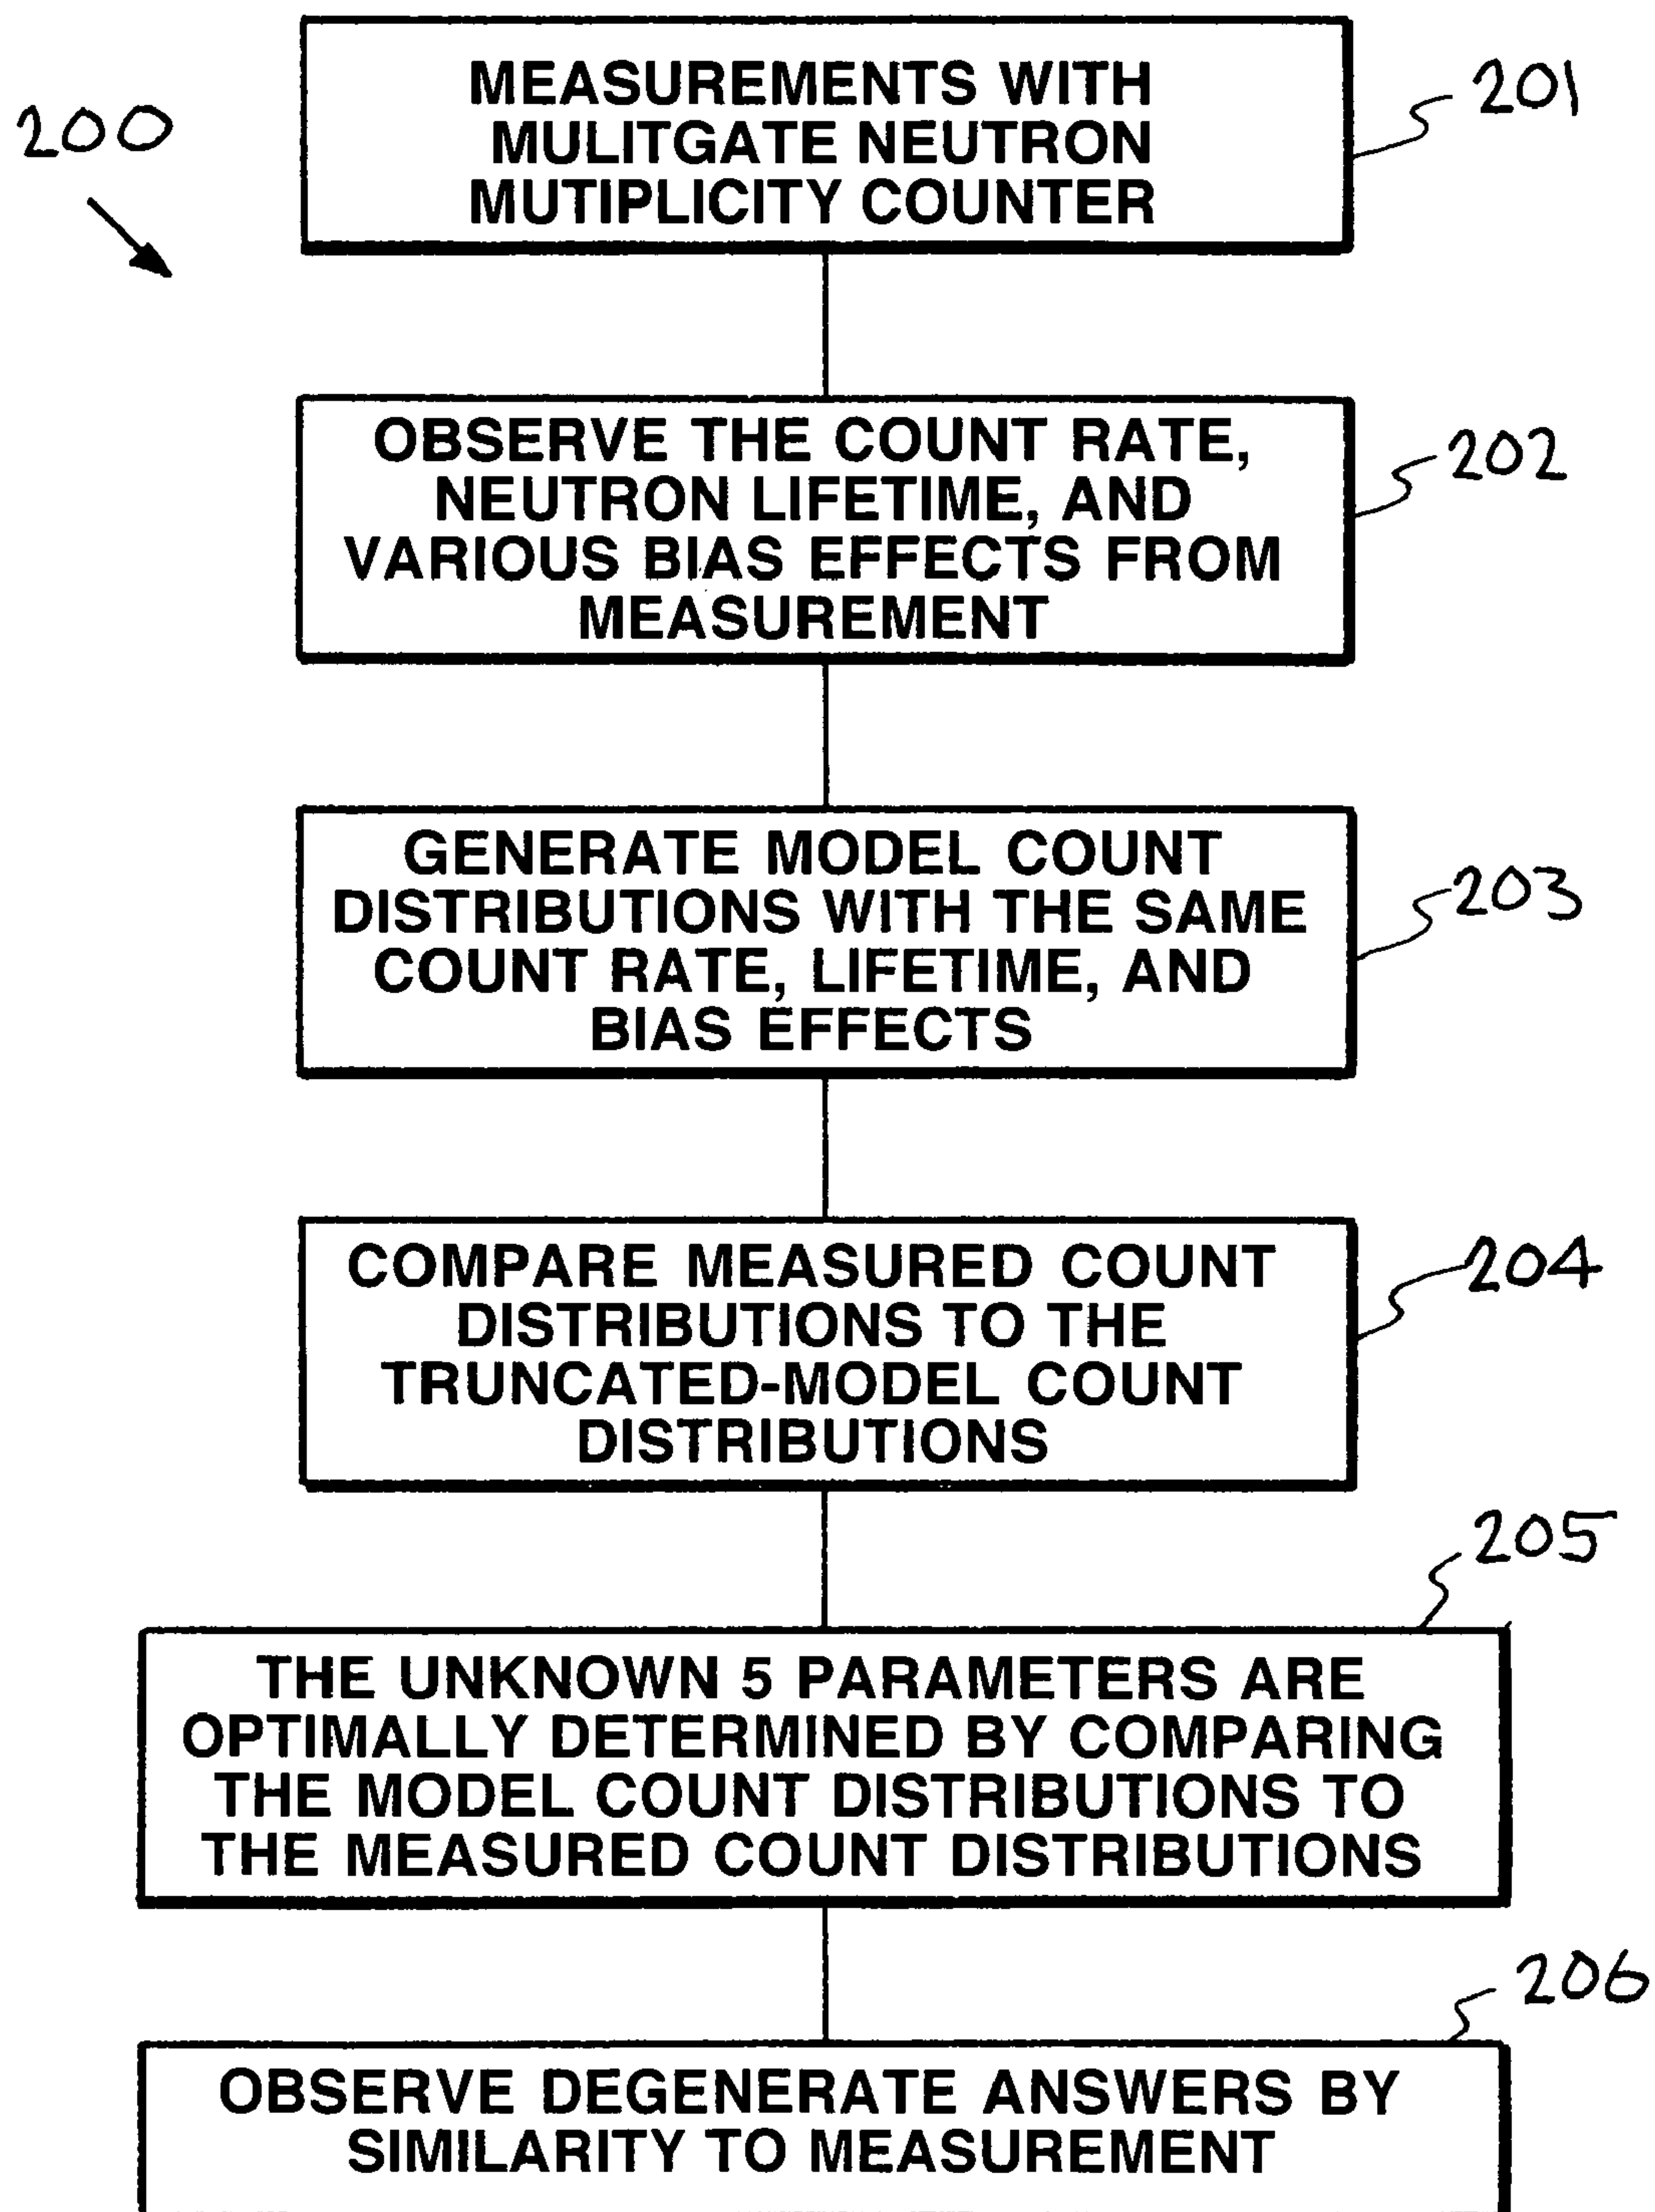 200
MEASUREMENTS WITH
MULITGATE NEUTRON
MUTIPLICITY COUNTER
201
OBSERVE THE COUNT RATE,
NEUTRON LIFETIME, AND
VARIOUS BIAS EFFECTS FROM
MEASUREMENT
202
GENERATE MODEL COUNT
DISTRIBUTIONS WITH THE SAME
COUNT RATE, LIFETIME, AND
BIAS EFFECTS
203
COMPARE MEASURED COUNT
DISTRIBUTIONS TO THE
TRUNCATED-MODEL COUNT
DISTRIBUTIONS
204
THE UNKNOWN 5 PARAMETERS ARE
OPTIMALLY DETERMINED BY COMPARING
THE MODEL COUNT DISTRIBUTIONS TO
THE MEASURED COUNT DISTRIBUTIONS
205
OBSERVE DEGENERATE ANSWERS BY
SIMILARITY TO MEASUREMENT
206